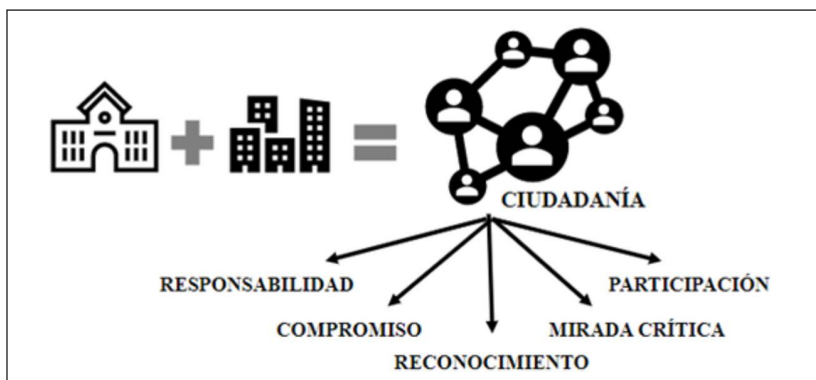 CIUDADANÍA
RESPONSABILIDAD
PARTICIPACIÓN
COMPROMISO
MIRADA CRÍTICA
RECONOCIMIENTO